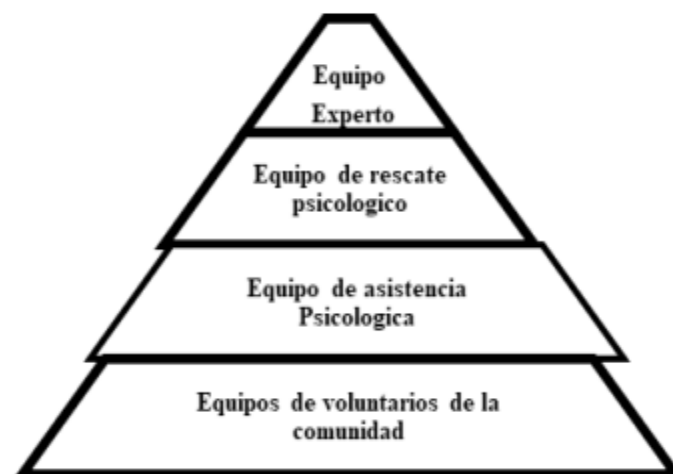 Equipo
Experto
Equipo de rescate
psicologico
Equipo de asistencia
Psicologica
Equipos de voluntarios de la
comunidad